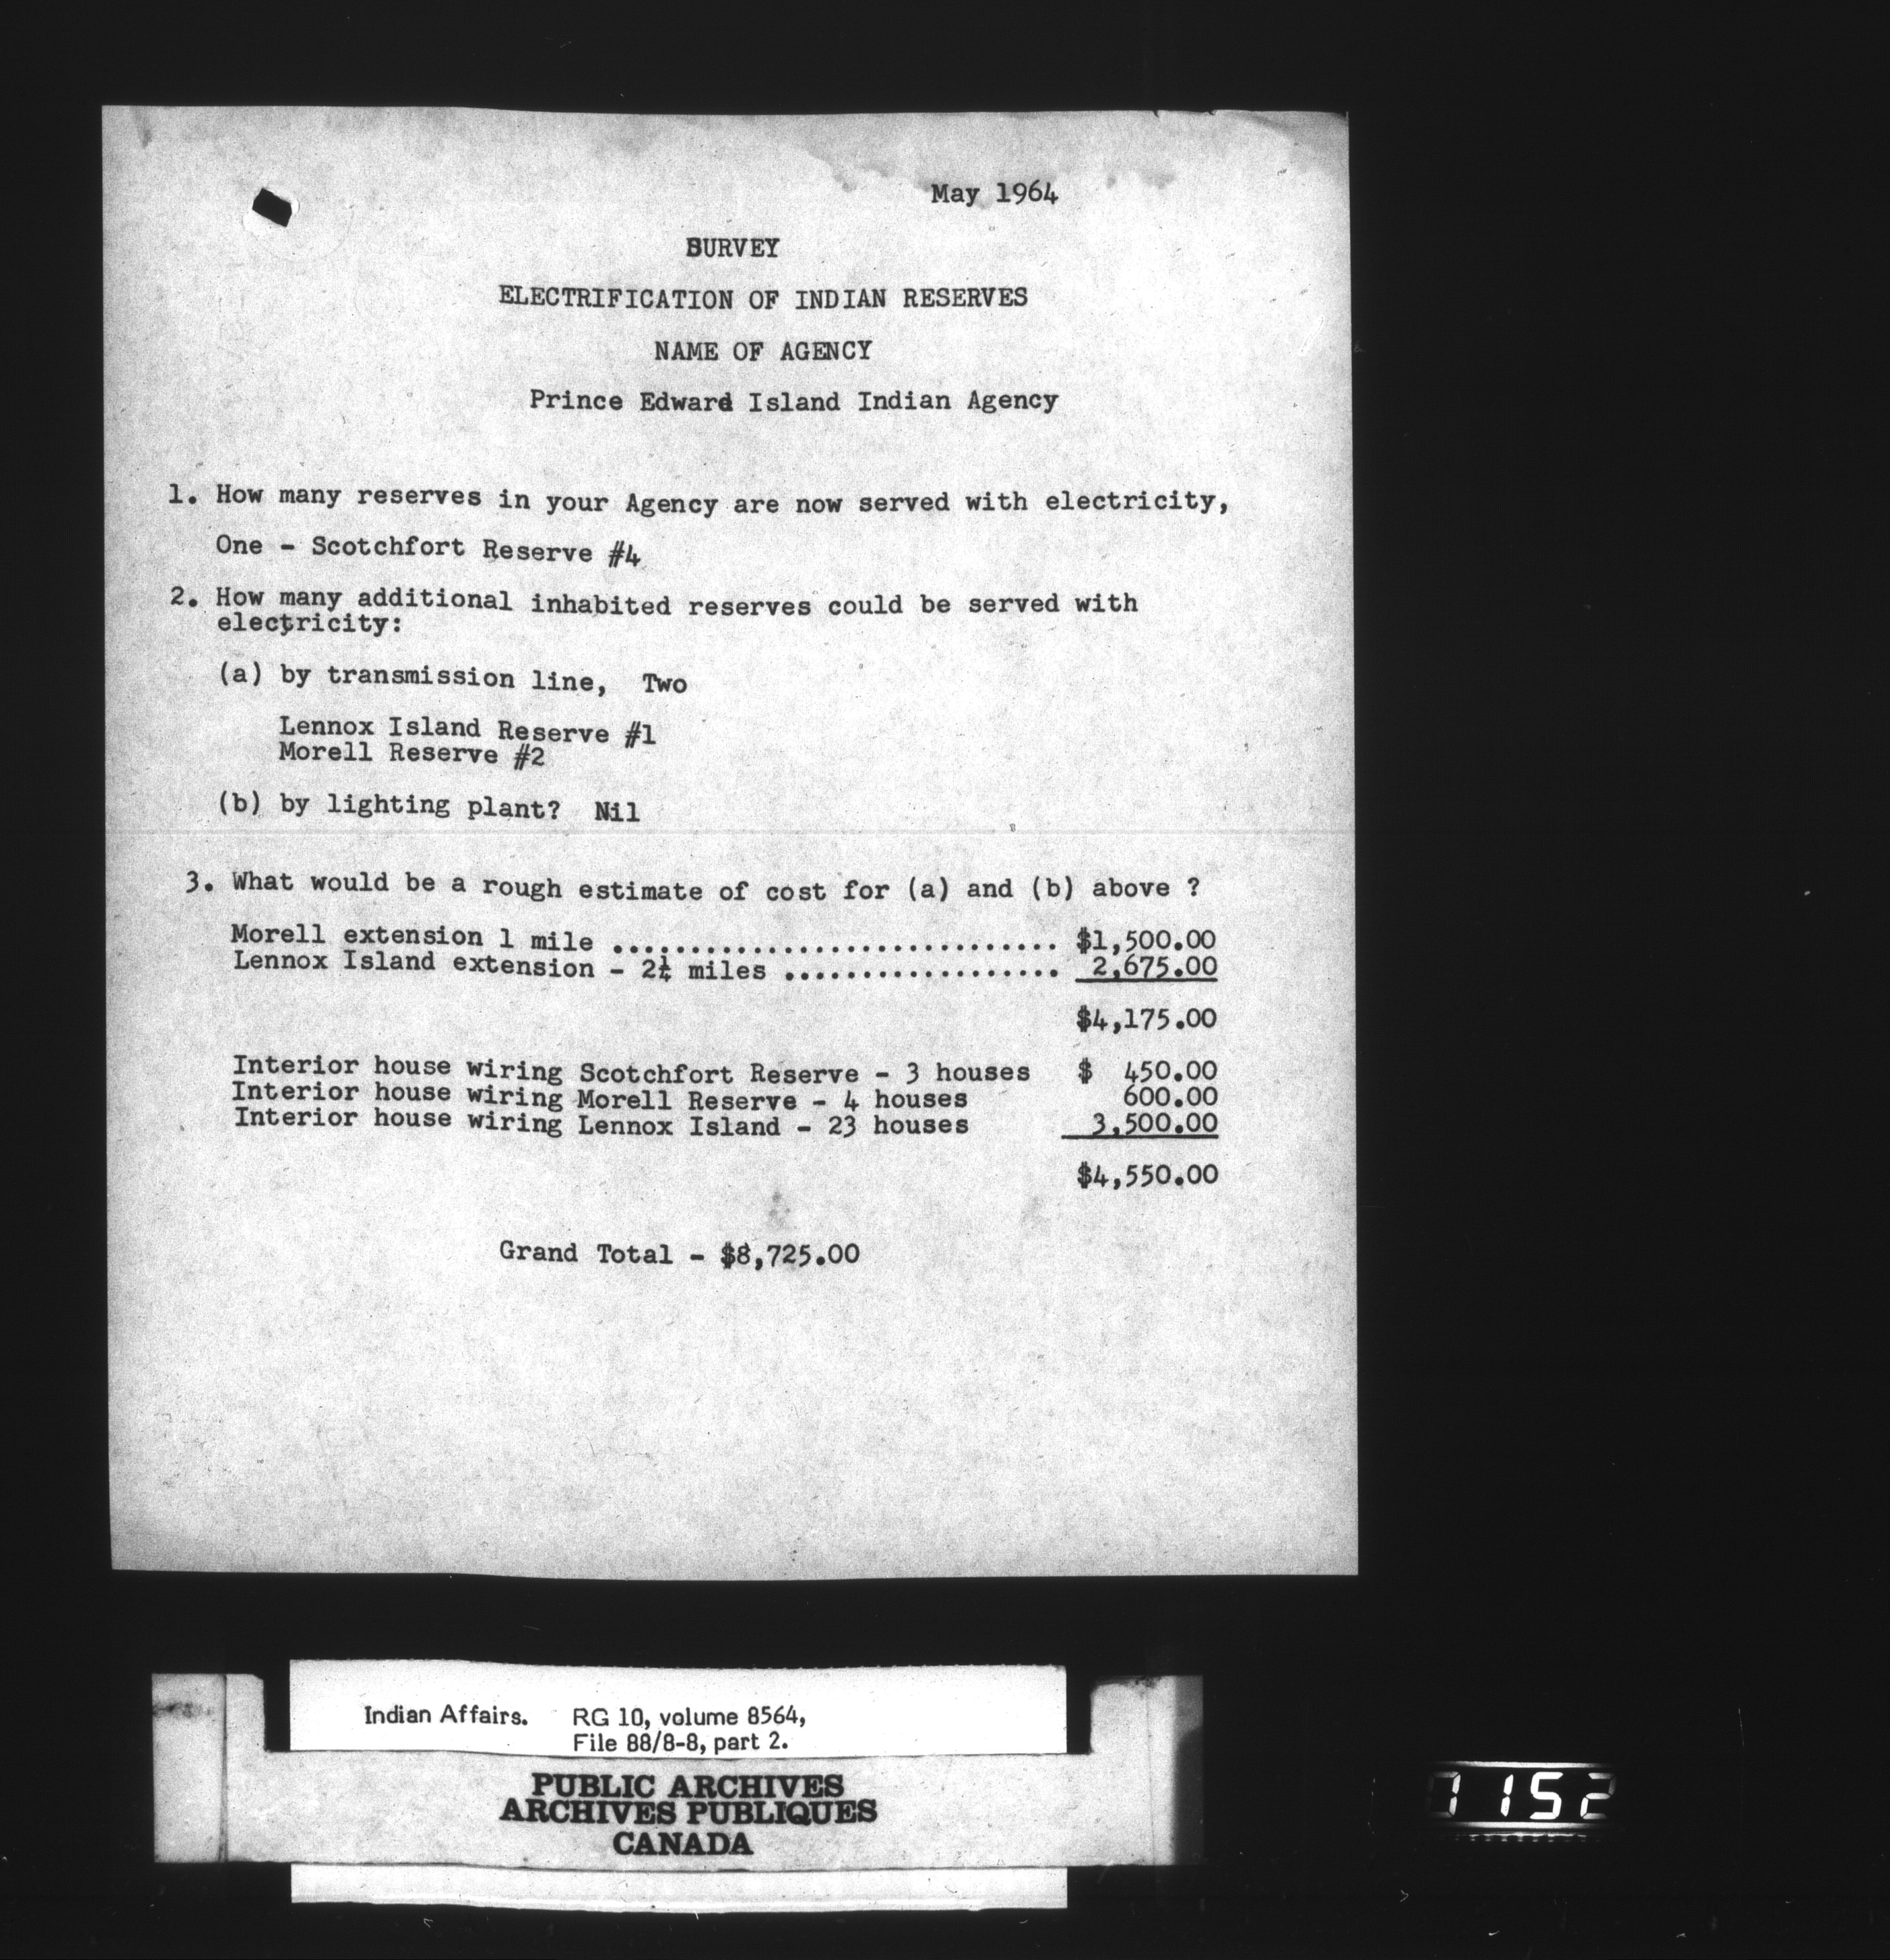 May 1964
SURVEY
ELECTRIFICATION OF INDIAN RESERVES
NAME OF AGENCY
Prince Edward Island Indian Agency
1. How many reserves in your Agency are now served with electricity,
One - Scotchfort Reserve #4
2. How many additional inhabited reserves could be served with
electricity:
(a) by transmission line, Two
Lennox Island Reserve #1
Morell Reserve #2
(b) by lighting plant? Nil
3. What would be a rough estimate of cost for (a) and (b) above ?
Morell extension 1 mile ............................. $1,500.00
Lennox Island extension - 2¼ miles .................. 2,675.00
$4,175.00
Interior house wiring Scotchfort Reserve - 3 houses $ 450.00
Interior house wiring Morell Reserve - 4 houses 600.00
Interior house wiring Lennox Island - 23 houses 3,500.00
$4,550.00
Grand Total - $8,725.00
Indian Affairs. RG 10, volume 8564,
File 88/8-8, part 2.
PUBLIC ARCHIVES
ARCHIVES PUBLIQUES
CANADA
1152